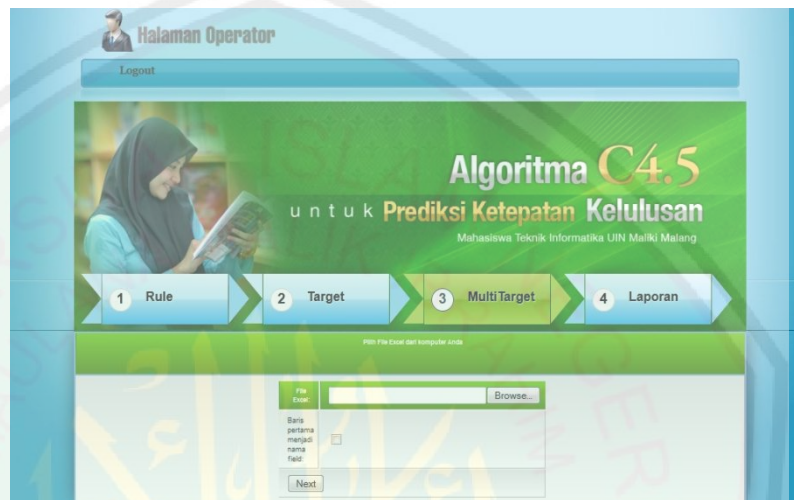 Halaman Operator
Logout
Algoritma C4.5
untuk Prediksi Ketepatan Kelulusan
Mahasiswa Teknik Informatika UIN Maliki Malang
1 Rule
2 Target
3 MultiTarget
4 Laporan
Pilih File Excel dari komputer Anda
File
Excel
Browse...
Baris
pertama
menjadi
nama
field
Next